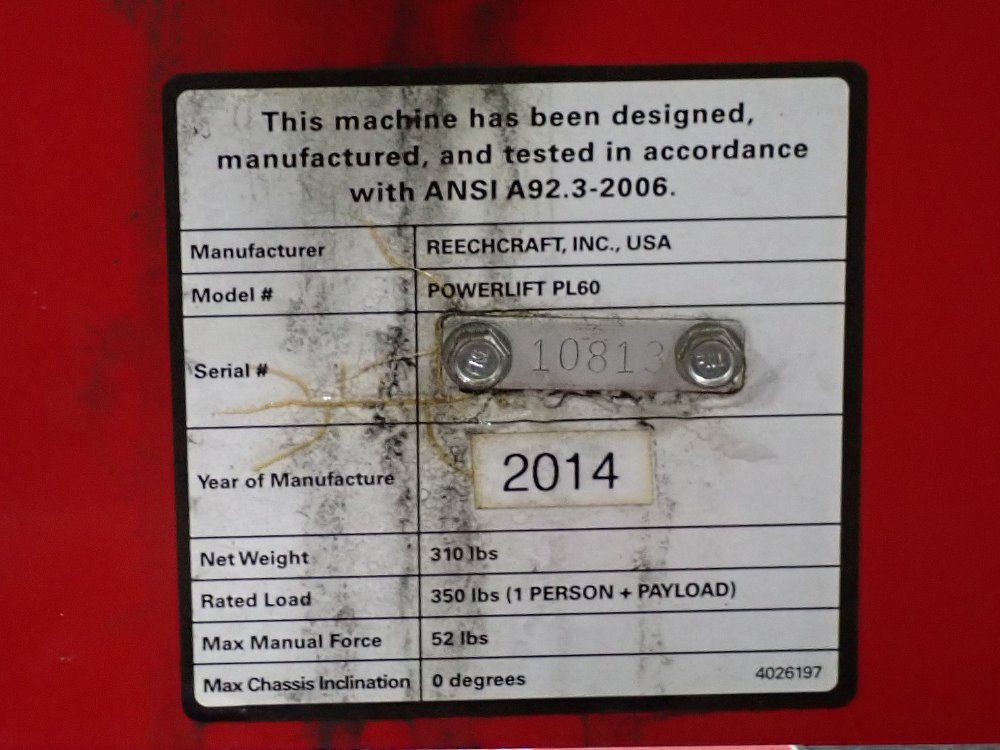 This machine has been designed,
manufactured, and tested in accordance
with ANSI A92.3-2006.
Manufacturer REECHCRAFT, INC., USA
Model # POWERLIFT PL60
Serial # 10813
Year of Manufacture 2014
Net Weight 310 lbs
Rated Load 350 lbs (1 PERSON + PAYLOAD)
Max Manual Force 52 lbs
Max Chassis Inclination 0 degrees
4026197